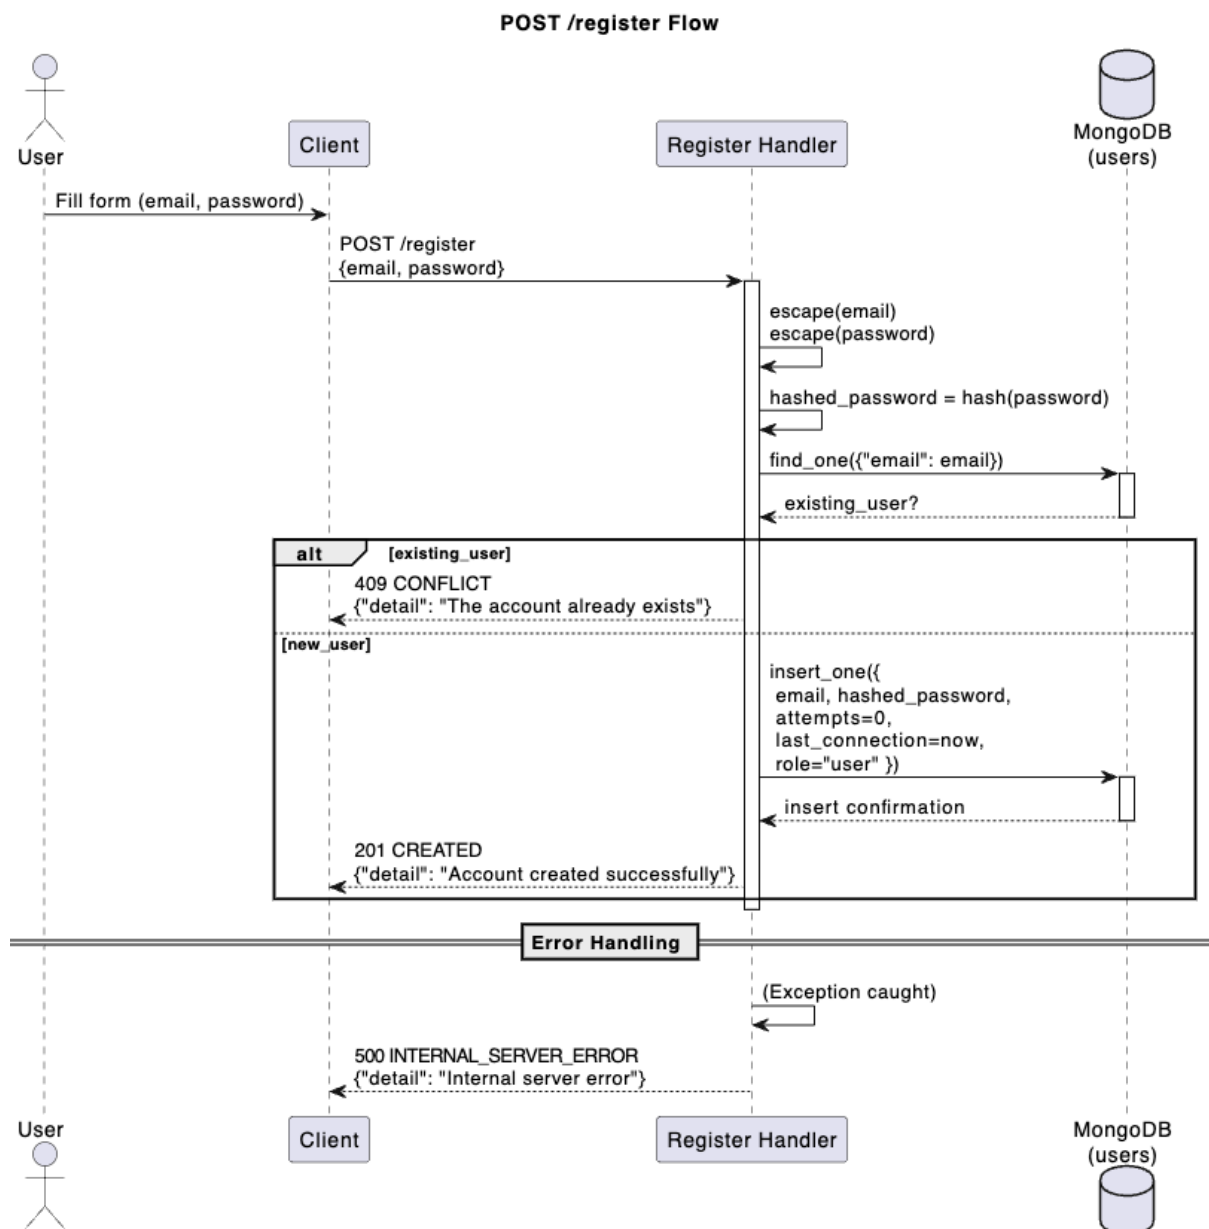 POST /register Flow
User
Client
Register Handler
MongoDB
(users)
Fill form (email, password)
POST /register
{email, password}
escape(email)
escape(password)
hashed_password = hash(password)
find_one({"email": email})
existing_user?
alt [existing_user]
409 CONFLICT
{"detail": "The account already exists"}
[new_user]
insert_one({
email, hashed_password,
attempts=0,
last_connection=now,
role="user" })
insert confirmation
201 CREATED
{"detail": "Account created successfully"}
Error Handling
(Exception caught)
500 INTERNAL_SERVER_ERROR
{"detail": "Internal server error"}
User
Client
Register Handler
MongoDB
(users)